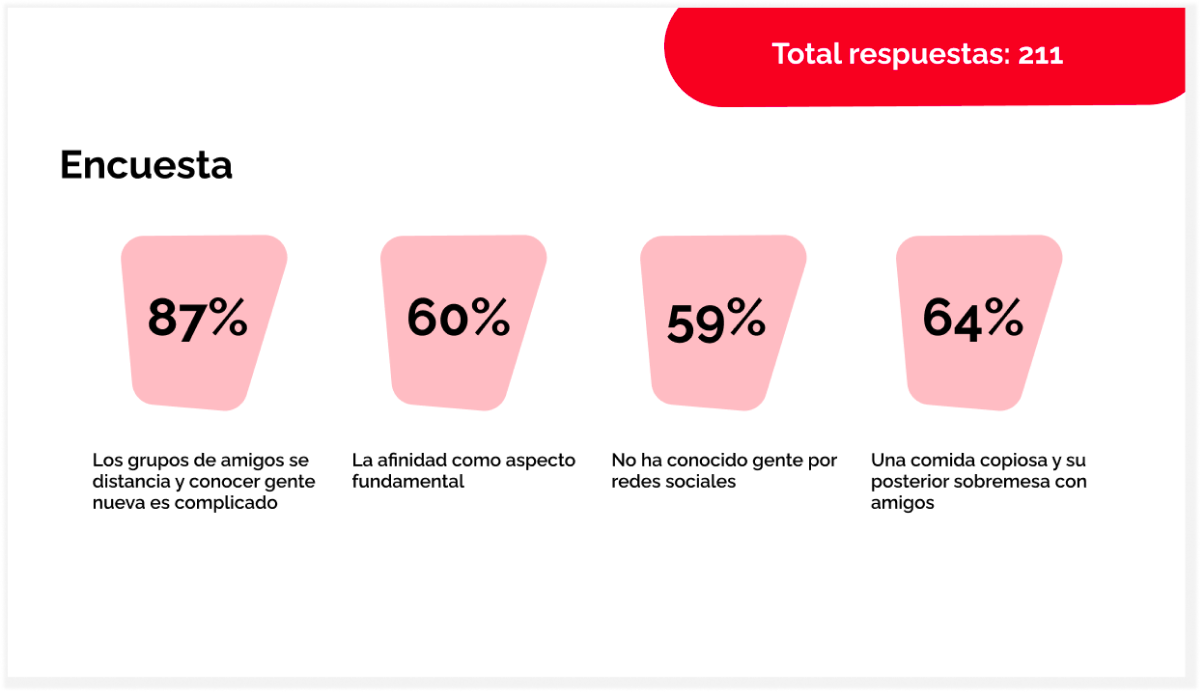 Total respuestas: 211
Encuesta
87%
60%
59%
64%
Los grupos de amigos se
distancia y conocer gente
nueva es complicado
La afinidad como aspecto
fundamental
No ha conocido gente por
redes sociales
Una comida copiosa y su
posterior sobremesa con
amigos